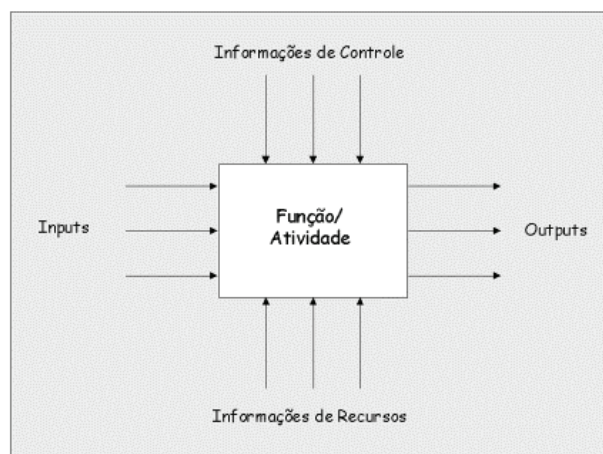 Informações de Controle
Inputs
Função/
Atividade
Outputs
Informações de Recursos